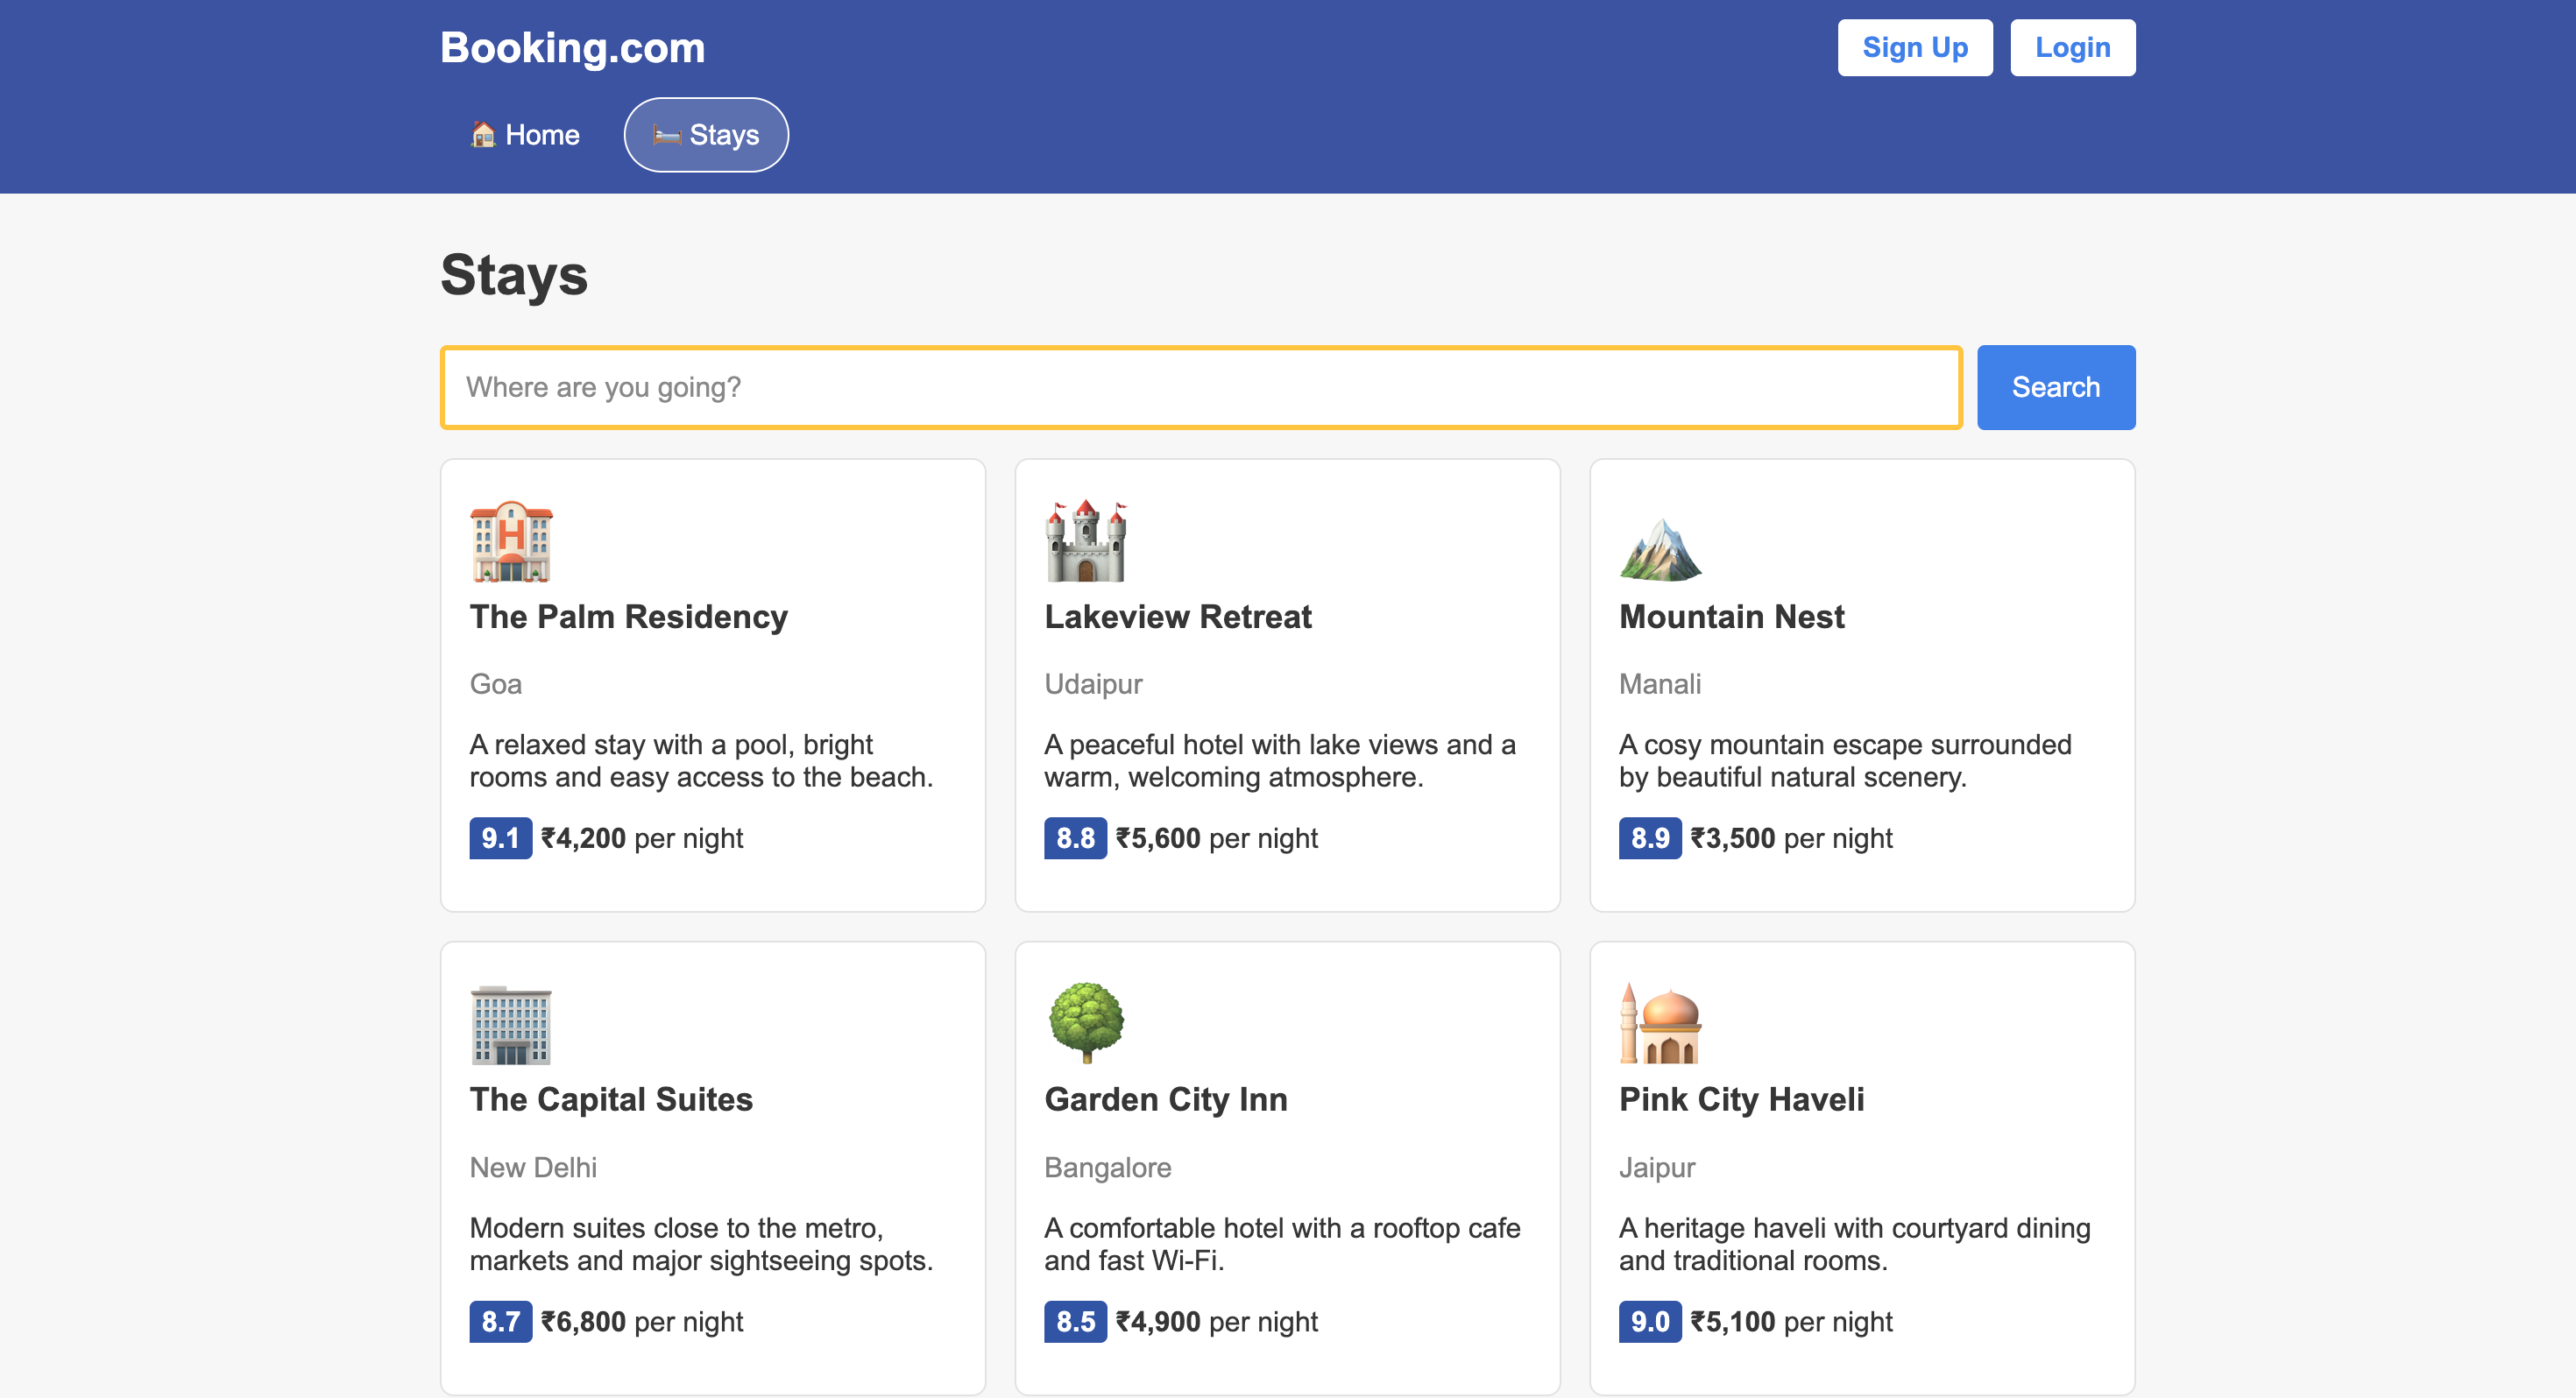 Booking.com
Sign Up
Login
Home
Stays
Stays
Where are you going?
Search
H
The Palm Residency
Goa
A relaxed stay with a pool, bright
rooms and easy access to the beach.
9.1 ₹4,200 per night
Lakeview Retreat
Udaipur
A peaceful hotel with lake views and a
warm, welcoming atmosphere.
8.8 ₹5,600 per night
Mountain Nest
Manali
A cosy mountain escape surrounded
by beautiful natural scenery.
8.9 ₹3,500 per night
The Capital Suites
New Delhi
Modern suites close to the metro,
markets and major sightseeing spots.
8.7 ₹6,800 per night
Garden City Inn
Bangalore
A comfortable hotel with a rooftop cafe
and fast Wi-Fi.
8.5 ₹4,900 per night
Pink City Haveli
Jaipur
A heritage haveli with courtyard dining
and traditional rooms.
9.0 ₹5,100 per night